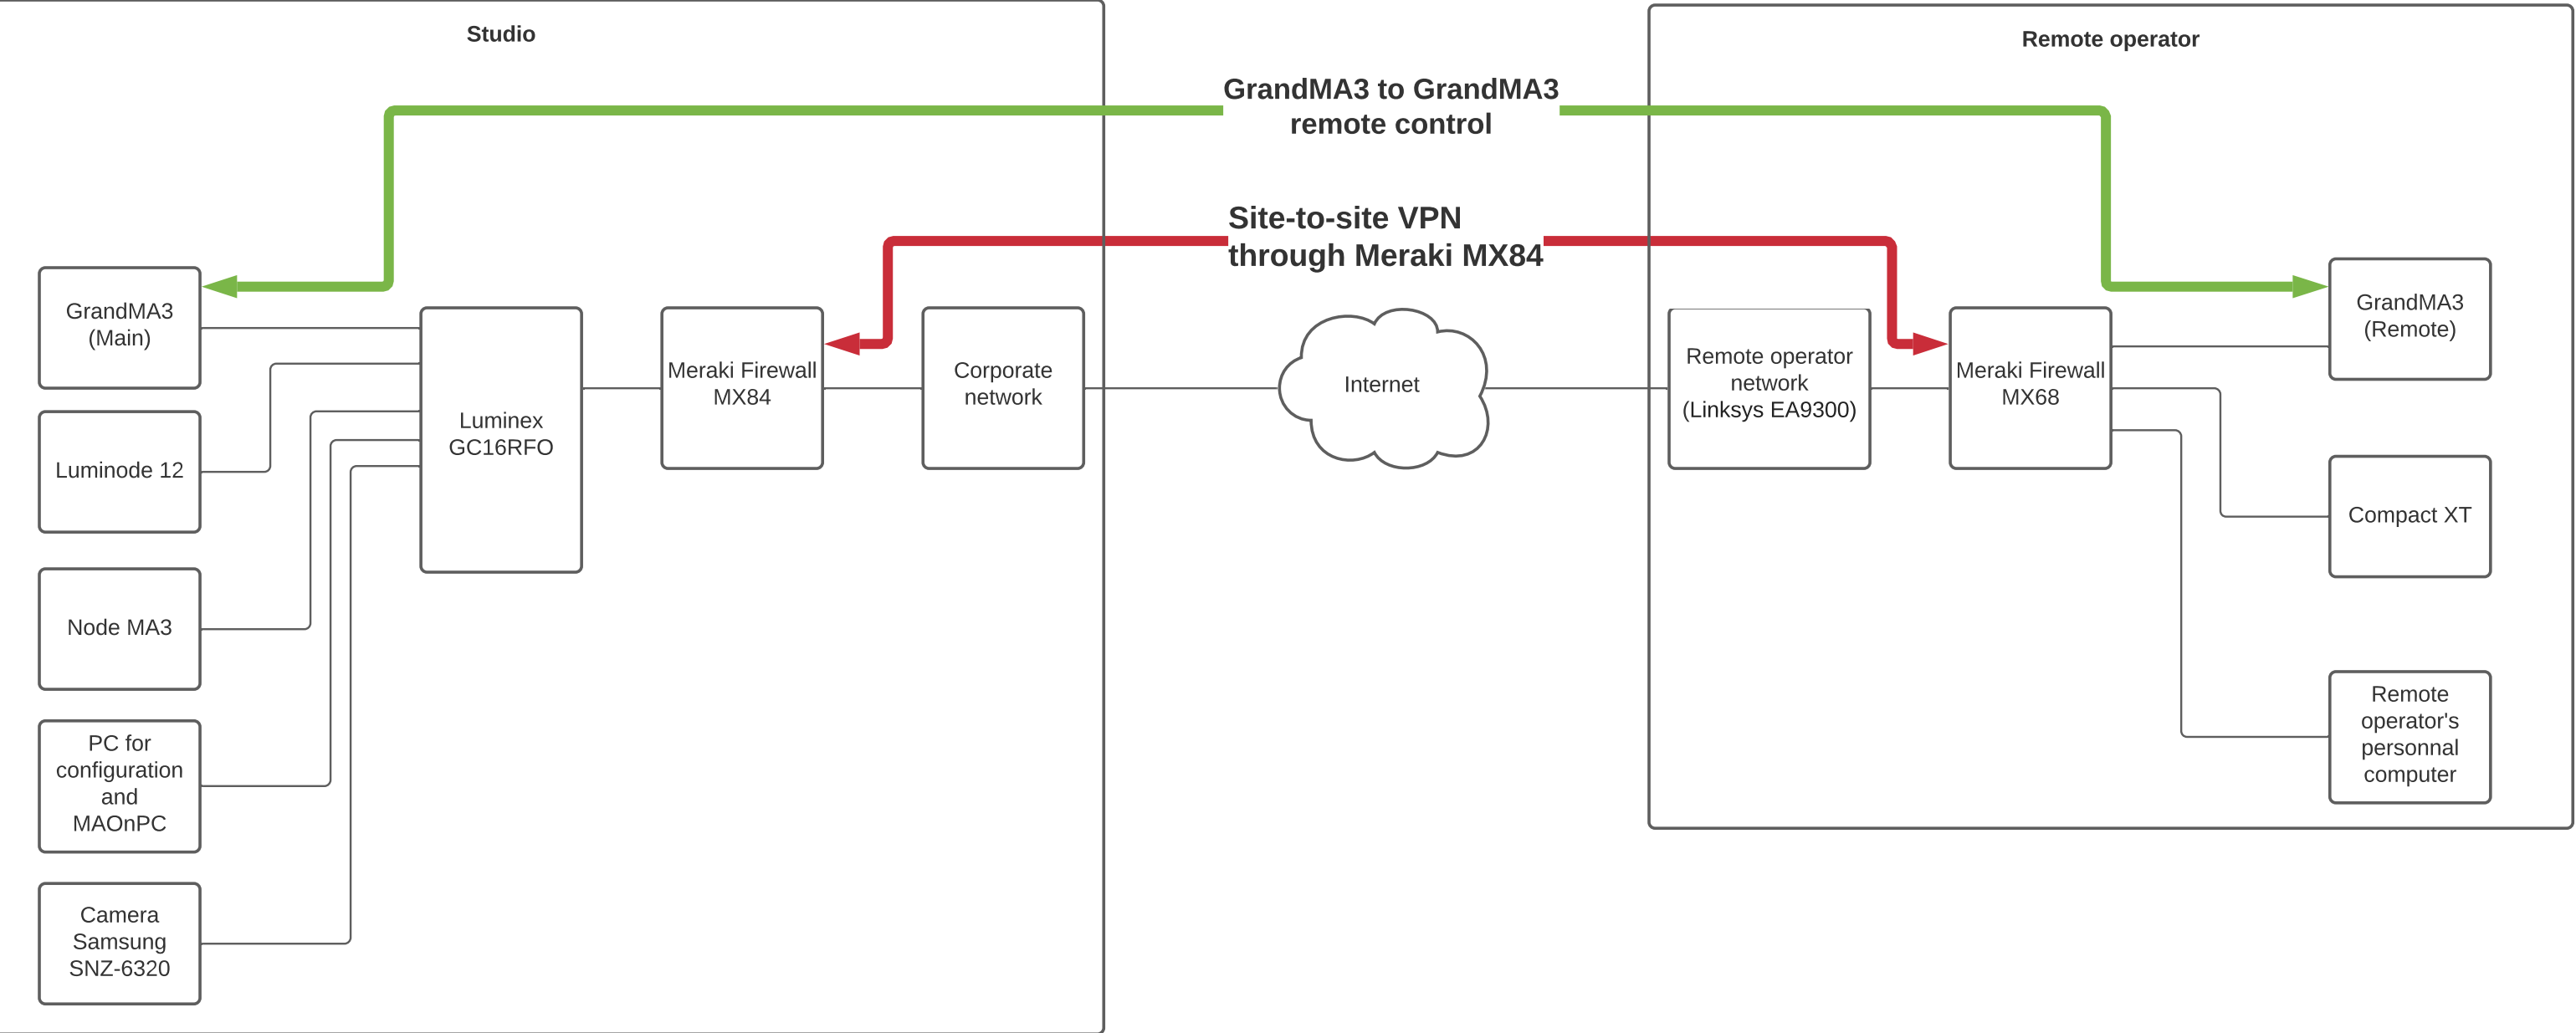 Studio
Remote operator
GrandMA3 to GrandMA3
remote control
Site-to-site VPN
through Meraki MX84
GrandMA3
(Main)
Luminode 12
Node MA3
PC for
configuration
and
MAOnPC
Camera
Samsung
SNZ-6320
Luminex
GC16RFO
Meraki Firewall
MX84
Corporate
network
Internet
Remote operator
network
(Linksys EA9300)
Meraki Firewall
MX68
GrandMA3
(Remote)
Compact XT
Remote
operator's
personnal
computer